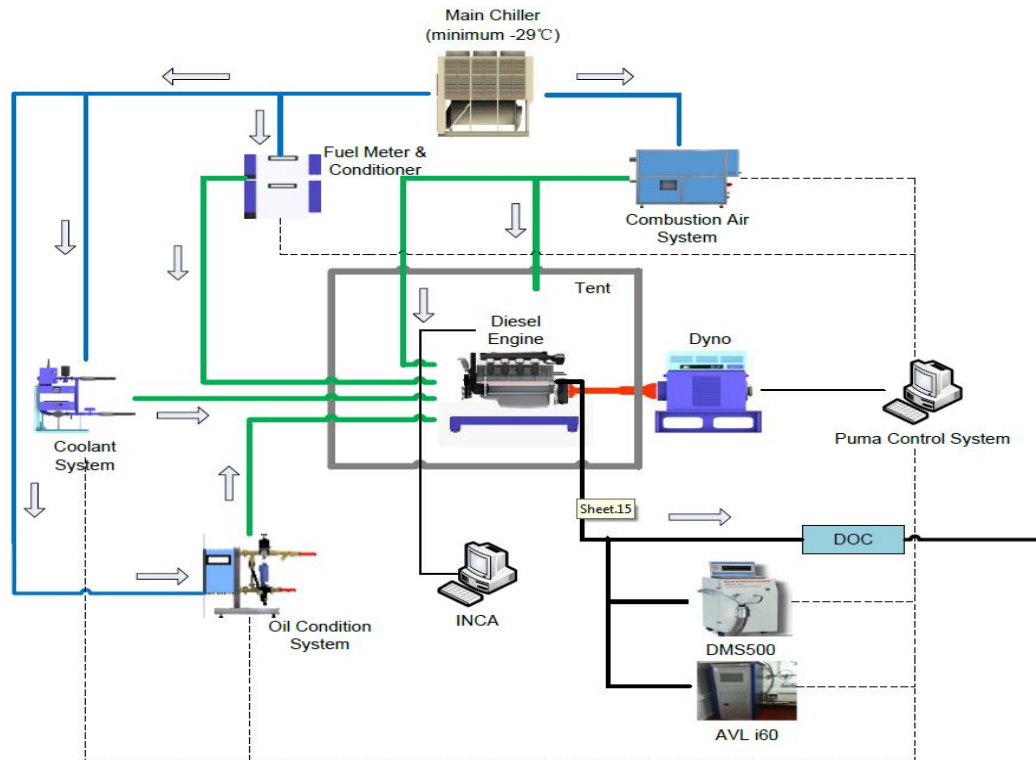 Main Chiller
(minimum -29℃)
Fuel Meter &
Conditioner
Combustion Air
System
Tent
Diesel
Engine
Dyno
Coolant
System
Puma Control System
Sheet.15
DOC
Oil Condition
System
INCA
DMS500
AVL i60